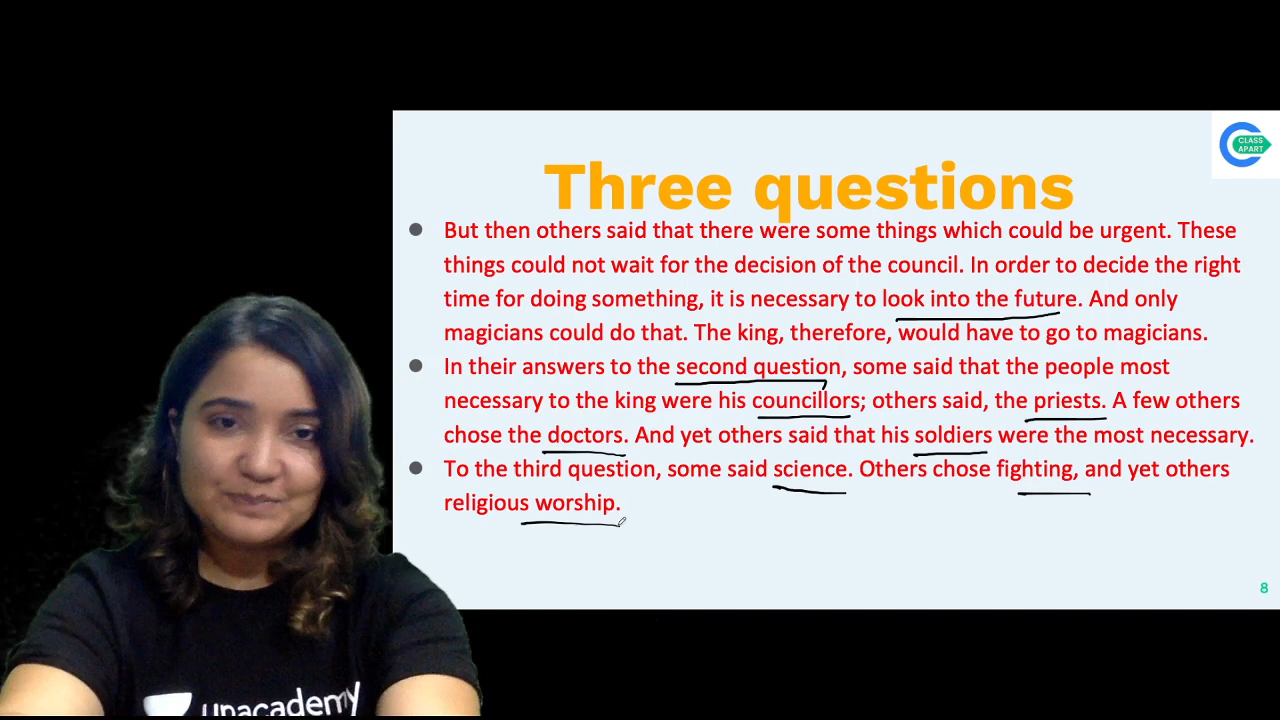 CLASS
APART
Three questions
But then others said that there were some things which could be urgent. These
things could not wait for the decision of the council. In order to decide the right
time for doing something, it is necessary to look into the future. And only
magicians could do that. The king, therefore, would have to go to magicians.
In their answers to the second question, some said that the people most
necessary to the king were his councillors; others said, the priests. A few others
chose the doctors. And yet others said that his soldiers were the most necessary.
To the third question, some said science. Others chose fighting, and yet others
religious worship.
8
unacademy